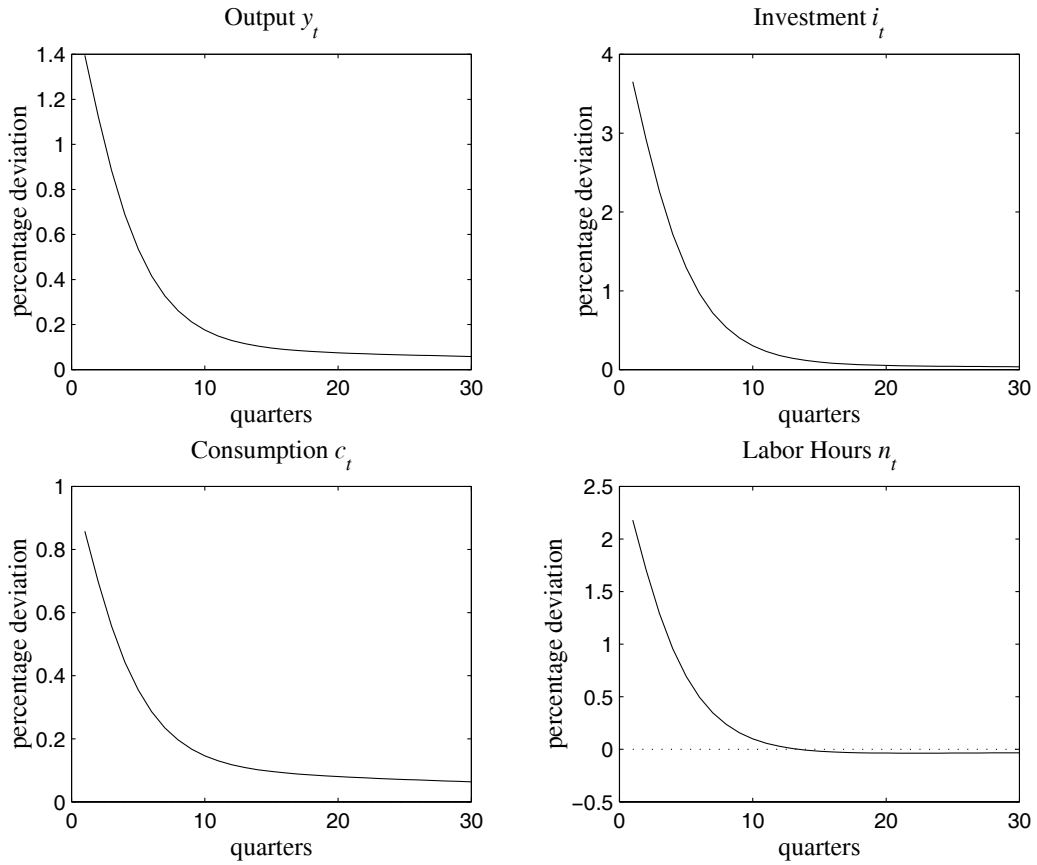 Output y_t
percentage deviation
1.4
1.2
1
0.8
0.6
0.4
0.2
0
0 10 20 30
quarters
Investment i_t
percentage deviation
4
3
2
1
0
0 10 20 30
quarters
Consumption c_t
percentage deviation
1
0.8
0.6
0.4
0.2
0
0 10 20 30
quarters
Labor Hours n_t
percentage deviation
2.5
2
1.5
1
0.5
0
−0.5
0 10 20 30
quarters